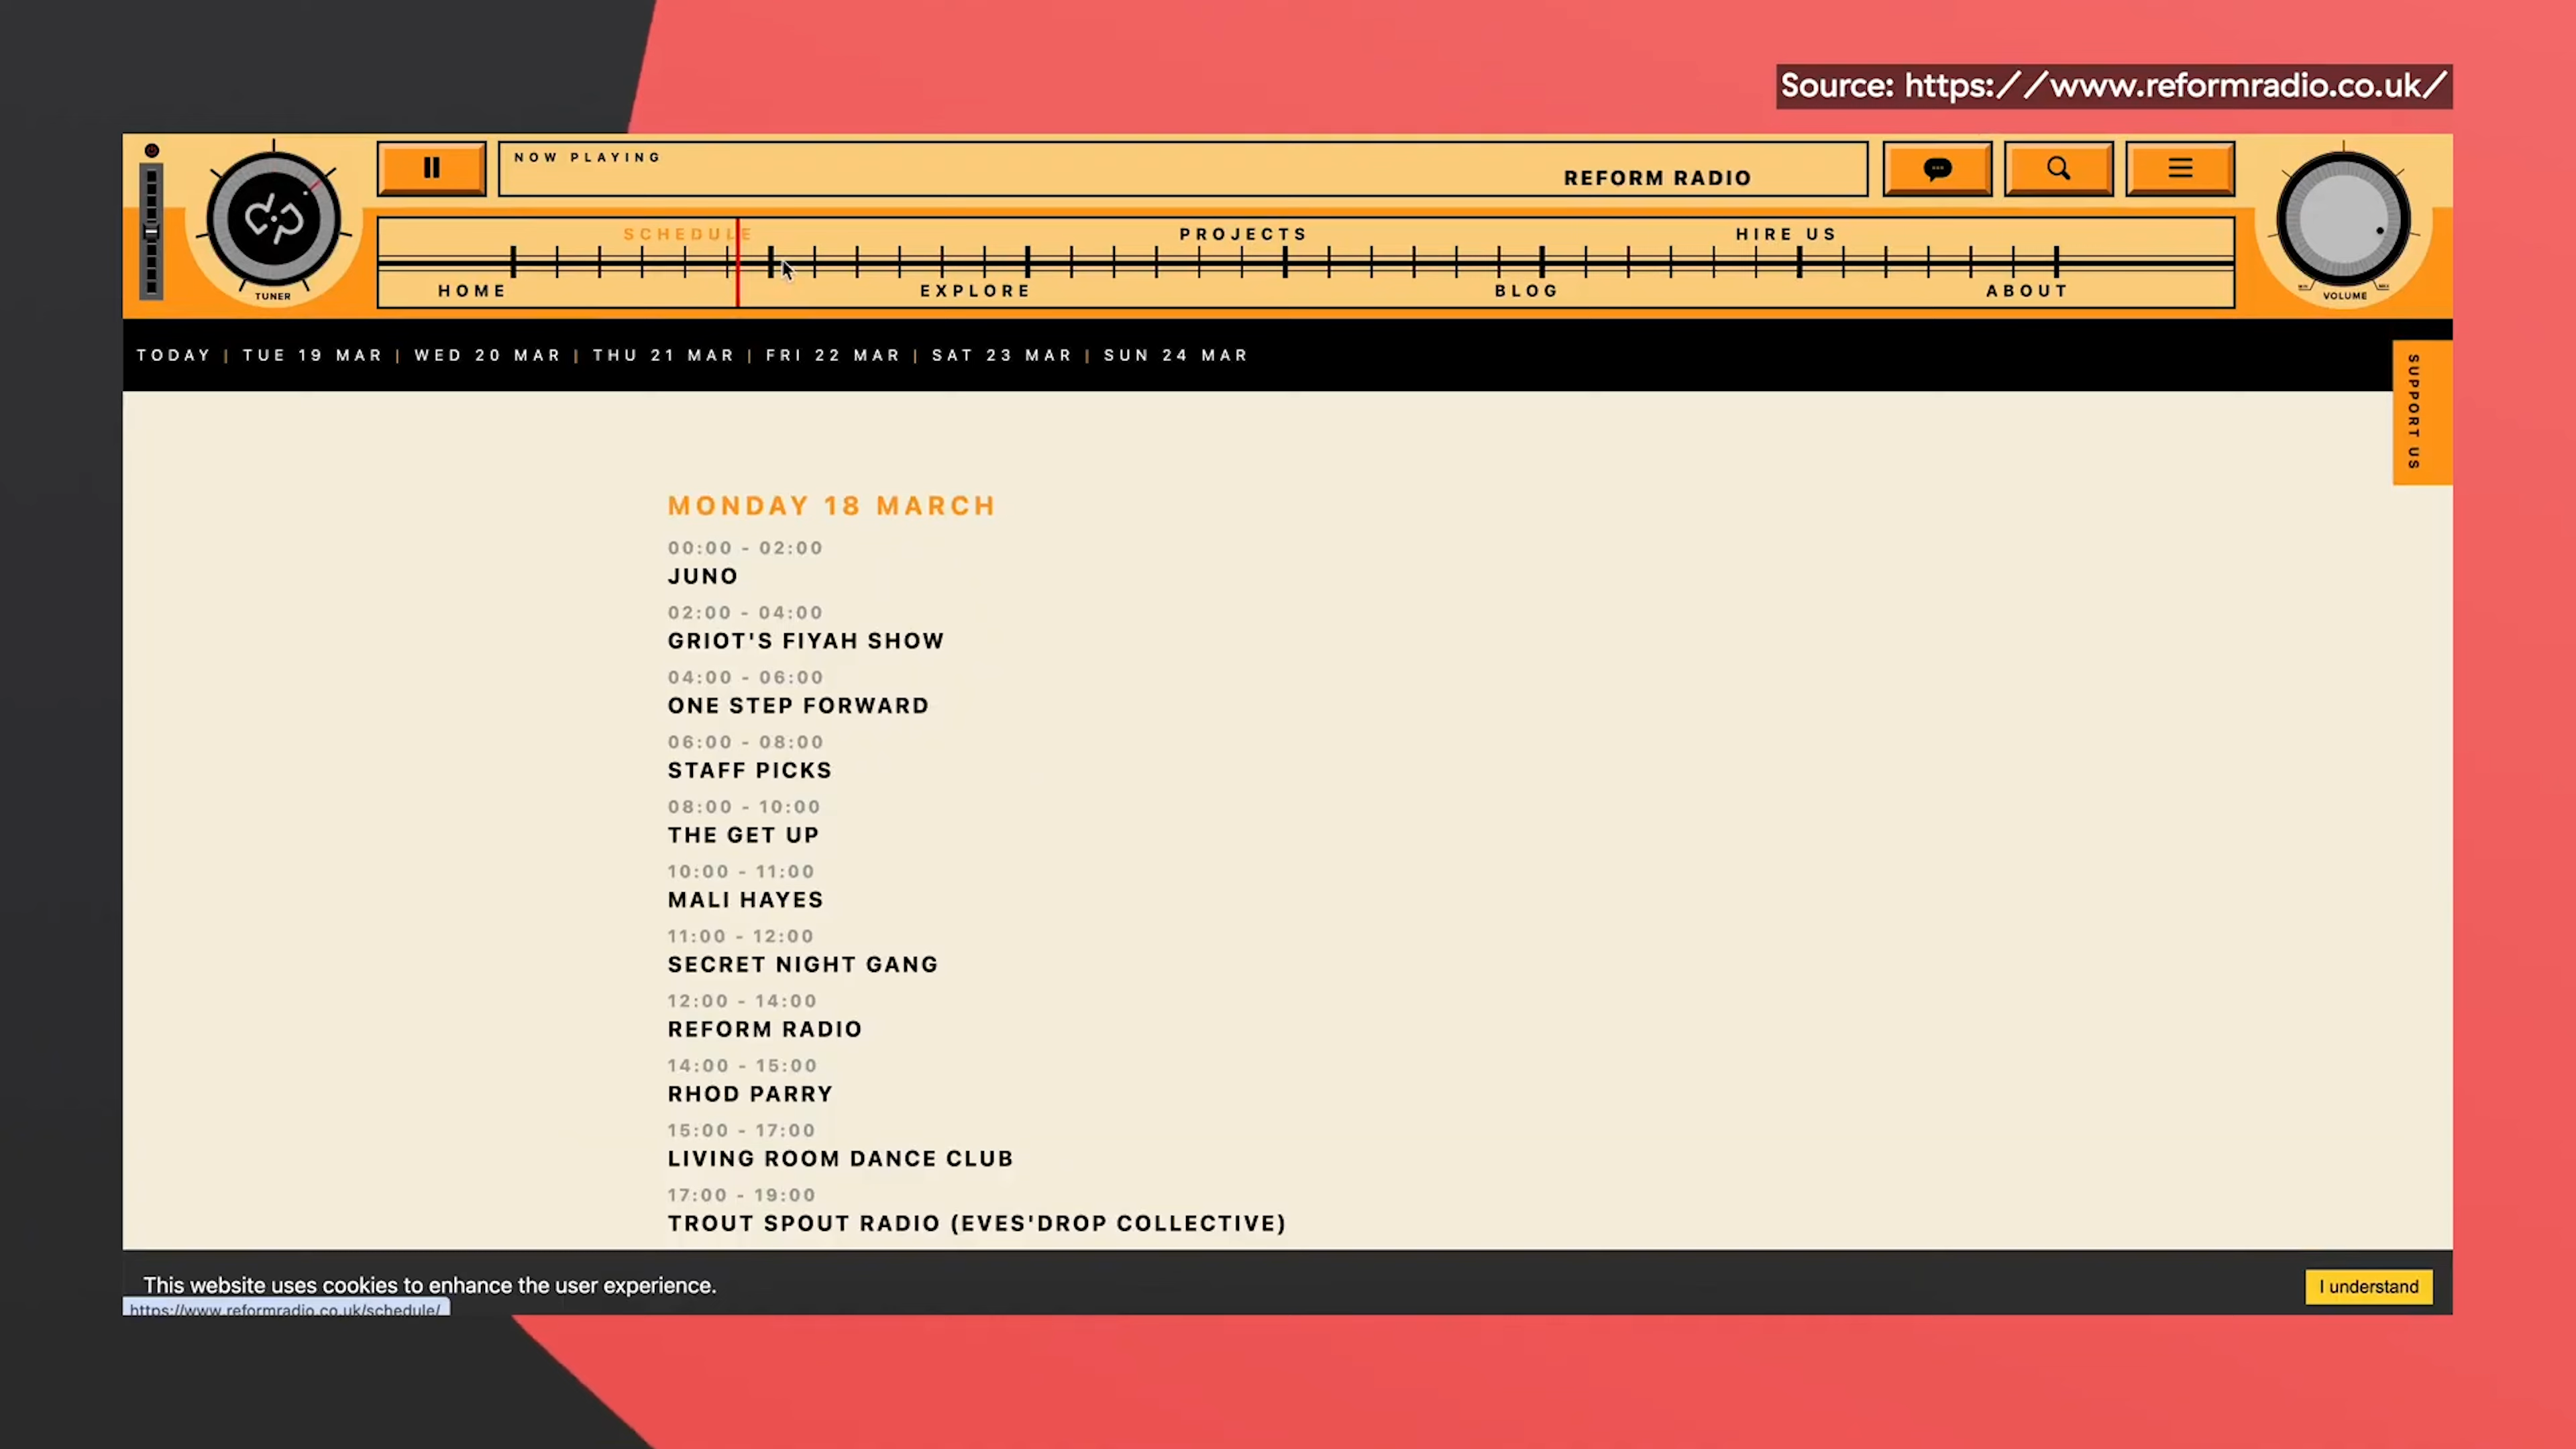 Source: https://www.reformradio.co.uk/
NOW PLAYING
REFORM RADIO
SCHEDULE
PROJECTS
HIRE US
HOME
EXPLORE
BLOG
ABOUT
TUNER
VOLUME
TODAY | TUE 19 MAR | WED 20 MAR | THU 21 MAR | FRI 22 MAR | SAT 23 MAR | SUN 24 MAR
SUPPORT US
MONDAY 18 MARCH
00:00 - 02:00
JUNO
02:00 - 04:00
GRIOT'S FIYAH SHOW
04:00 - 06:00
ONE STEP FORWARD
06:00 - 08:00
STAFF PICKS
08:00 - 10:00
THE GET UP
10:00 - 11:00
MALI HAYES
11:00 - 12:00
SECRET NIGHT GANG
12:00 - 14:00
REFORM RADIO
14:00 - 15:00
RHOD PARRY
15:00 - 17:00
LIVING ROOM DANCE CLUB
17:00 - 19:00
TROUT SPOUT RADIO (EVES'DROP COLLECTIVE)
This website uses cookies to enhance the user experience.
I understand
https://www.reformradio.co.uk/schedule/